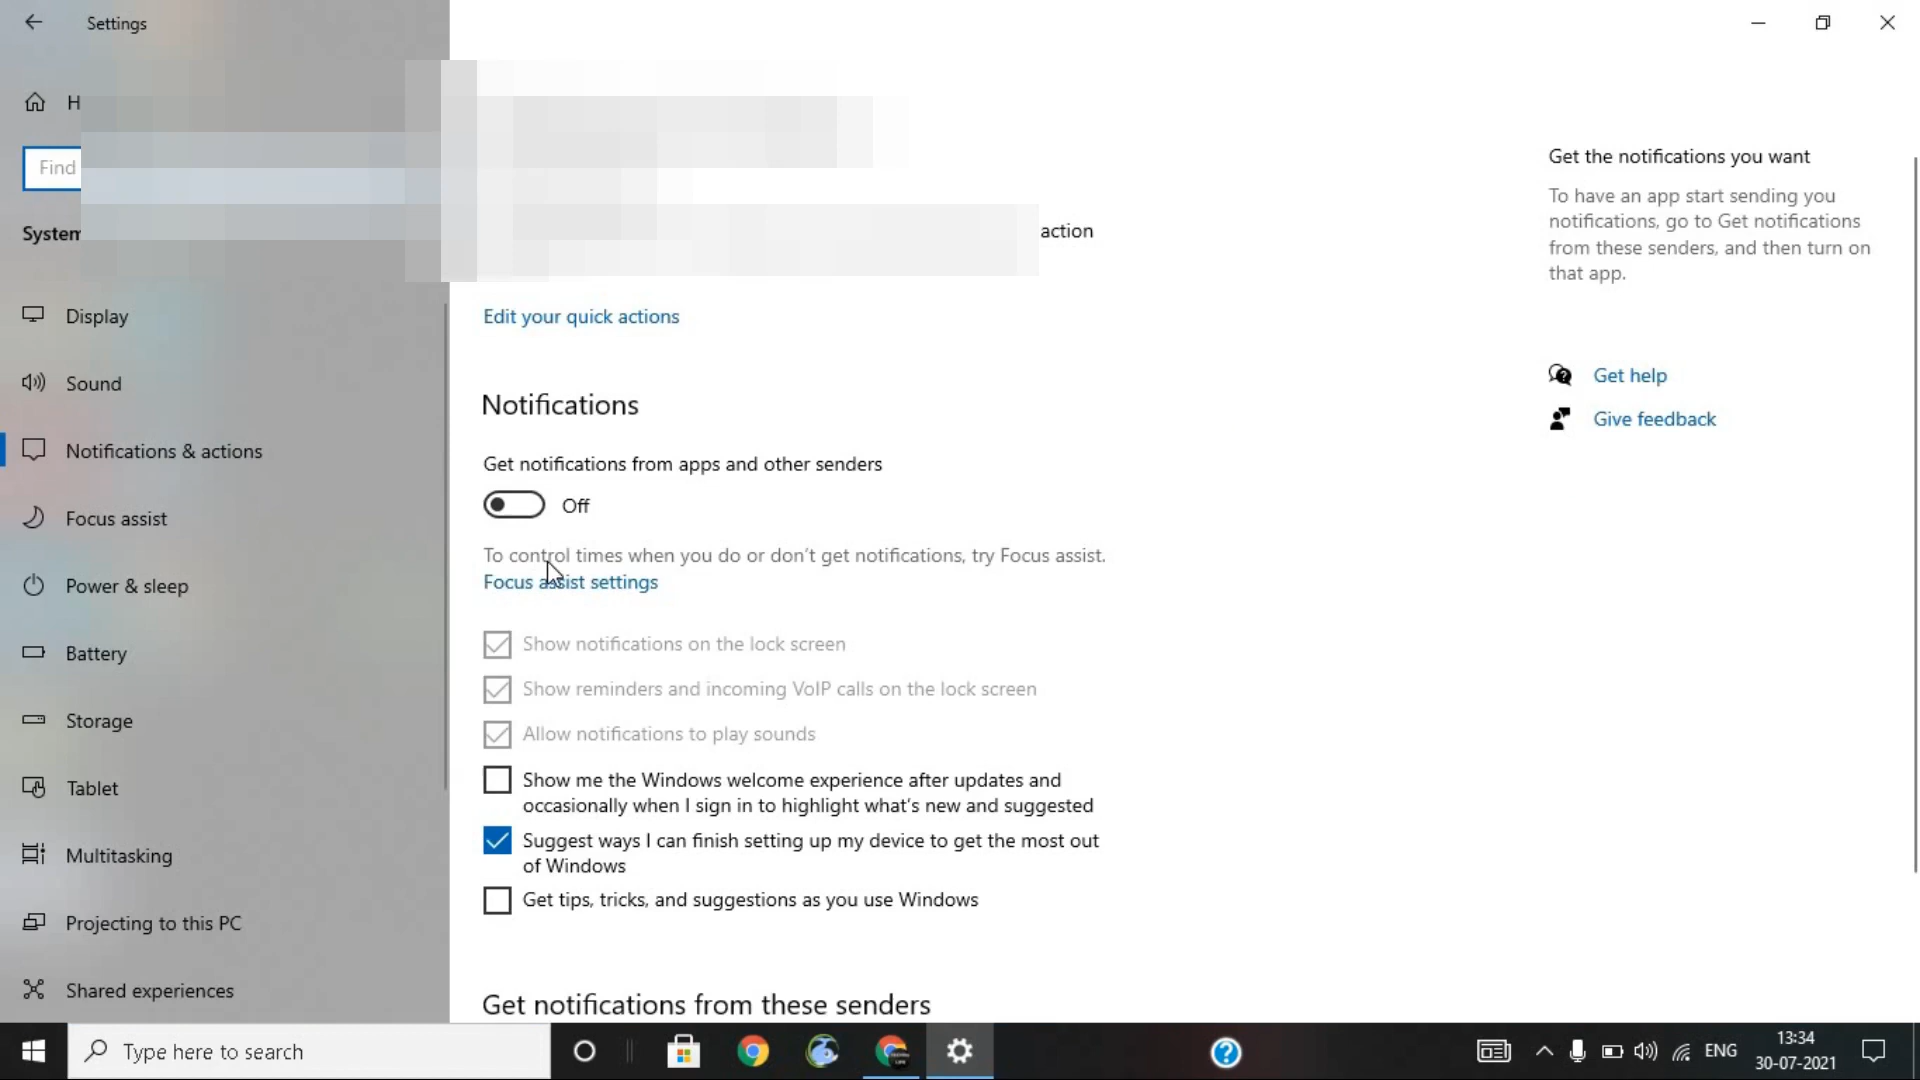 Settings
H
Find
System
action
Display
Sound
Notifications & actions
Focus assist
Power & sleep
Battery
Storage
Tablet
Multitasking
Projecting to this PC
Shared experiences
Edit your quick actions
Notifications
Get notifications from apps and other senders
Off
To control times when you do or don't get notifications, try Focus assist.
Focus assist settings
Show notifications on the lock screen
Show reminders and incoming VoIP calls on the lock screen
Allow notifications to play sounds
Show me the Windows welcome experience after updates and
occasionally when I sign in to highlight what's new and suggested
Suggest ways I can finish setting up my device to get the most out
of Windows
Get tips, tricks, and suggestions as you use Windows
Get notifications from these senders
Get the notifications you want
To have an app start sending you
notifications, go to Get notifications
from these senders, and then turn on
that app.
Get help
Give feedback
Type here to search
ENG
13:34
30-07-2021